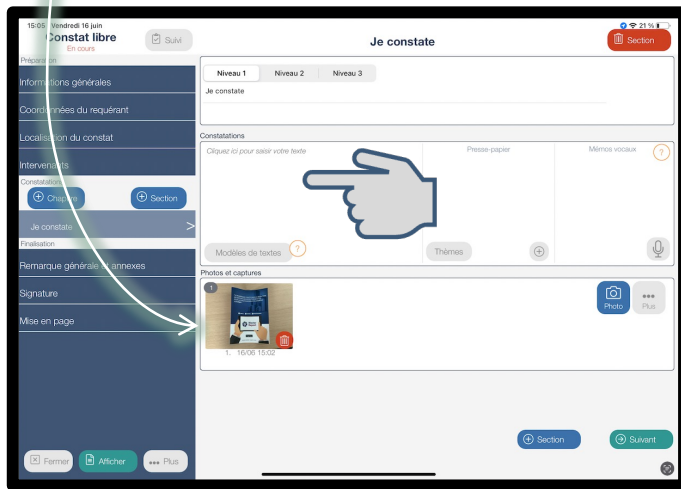 15:05 Vendredi 16 juin
21 %
Constat libre
En cours
Suivi
Je constate
Section
Préparation
Informations générales
Coordonnées du requérant
Localisation du constat
Intervenants
Constatations
Chapitre
Section
Je constate
Finalisation
Remarque générale et annexes
Signature
Mise en page
Fermer
Afficher
Plus
Niveau 1
Niveau 2
Niveau 3
Je constate
Constatations
Cliquez ici pour saisir votre texte
Presse-papier
Mémos vocaux
?
Modèles de textes
?
Thèmes
Photos et captures
1
1. 16/06 15:02
Photo
Plus
Section
Suivant